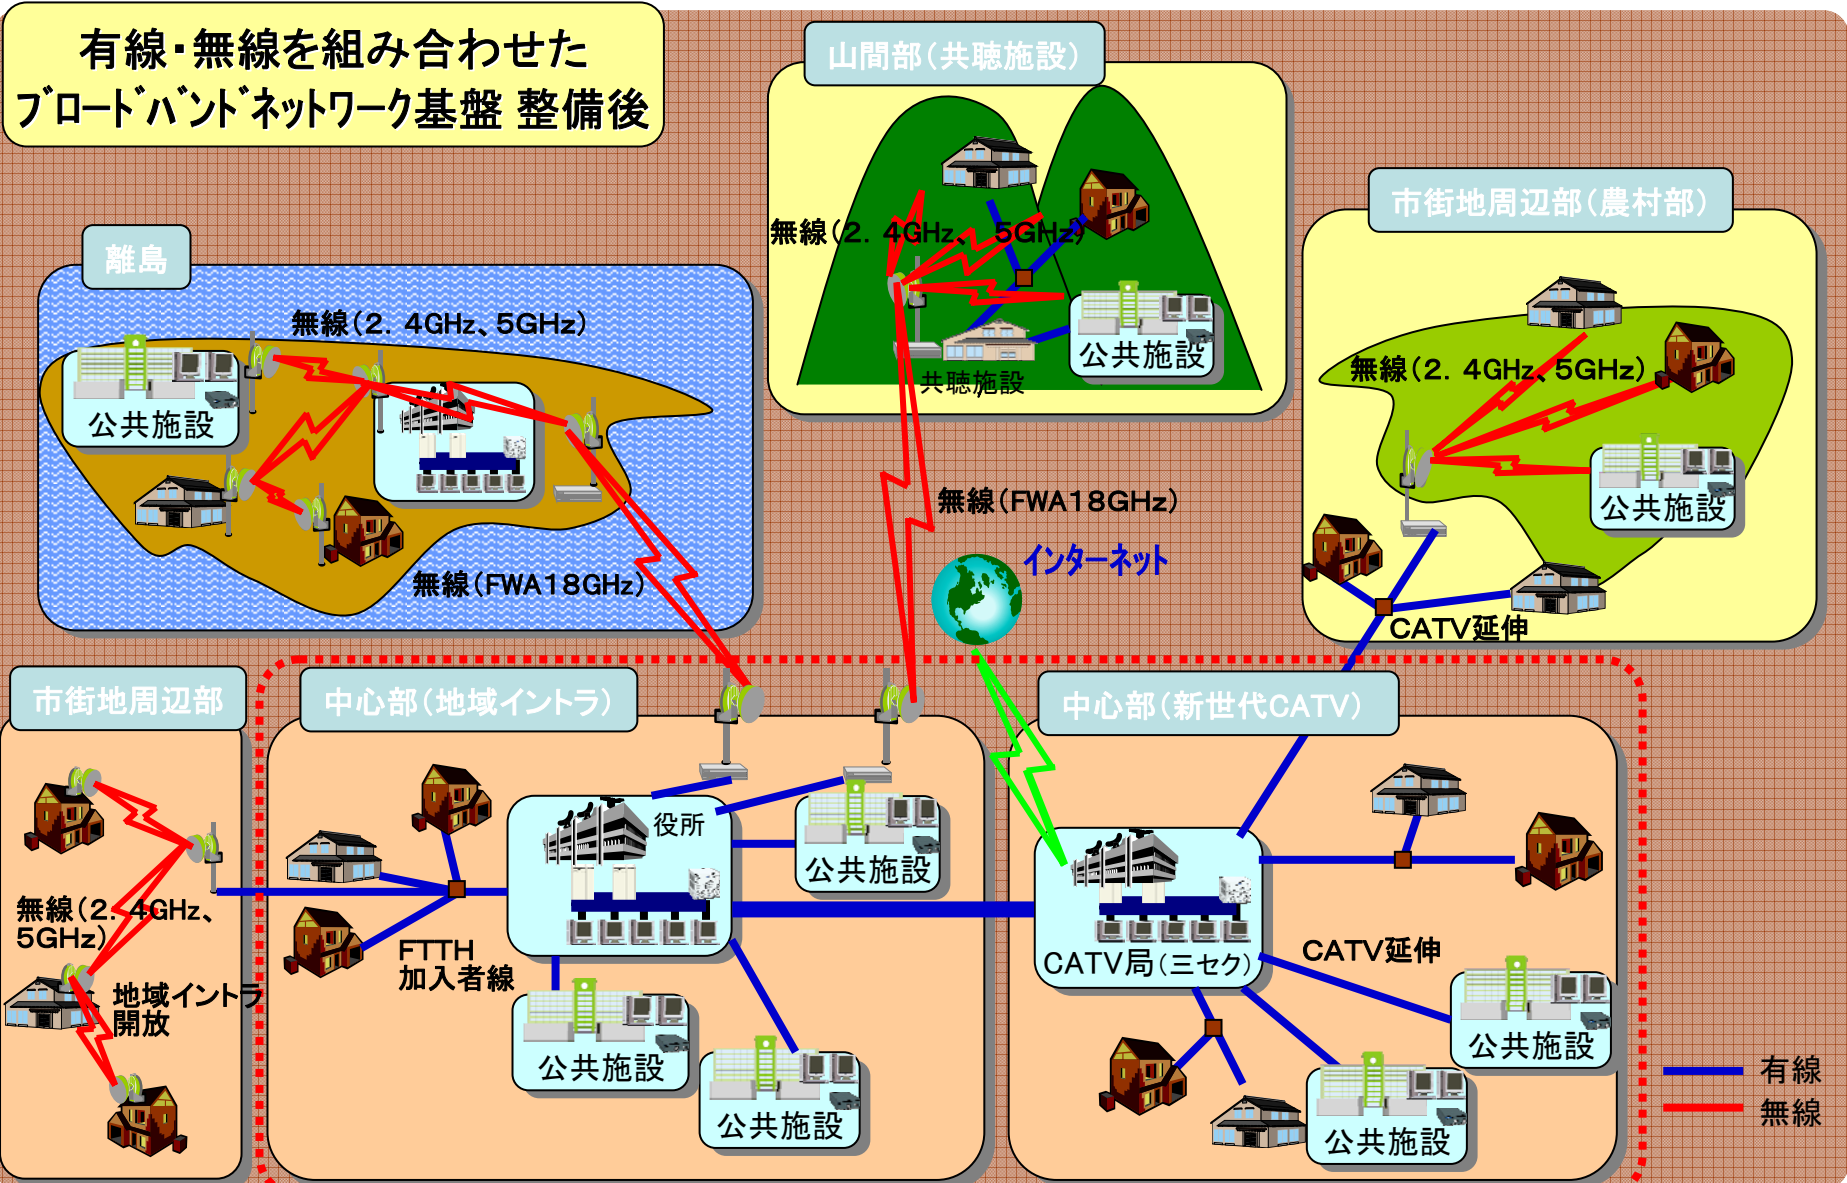 有線・無線を組み合わせた
ブロードバンドネットワーク基盤 整備後
山間部(共聴施設)
無線(2．4GHz、 5GHz)
公共施設
共聴施設
市街地周辺部(農村部)
無線(2．4GHz、5GHz)
公共施設
CATV延伸
離島
無線(2．4GHz、5GHz)
公共施設
無線(FWA18GHz)
無線(FWA18GHz)
インターネット
市街地周辺部
無線(2．4GHz、
5GHz)
地域イントラ
開放
中心部(地域イントラ)
役所
公共施設
FTTH
加入者線
公共施設
公共施設
中心部(新世代CATV)
CATV局(三セク)
CATV延伸
公共施設
公共施設
有線
無線